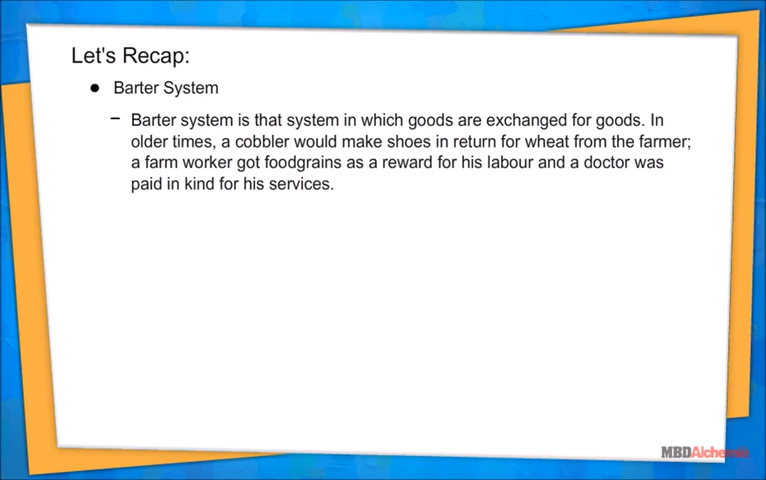 Let's Recap:
● Barter System
– Barter system is that system in which goods are exchanged for goods. In
older times, a cobbler would make shoes in return for wheat from the farmer;
a farm worker got foodgrains as a reward for his labour and a doctor was
paid in kind for his services.
MBDAlchemie